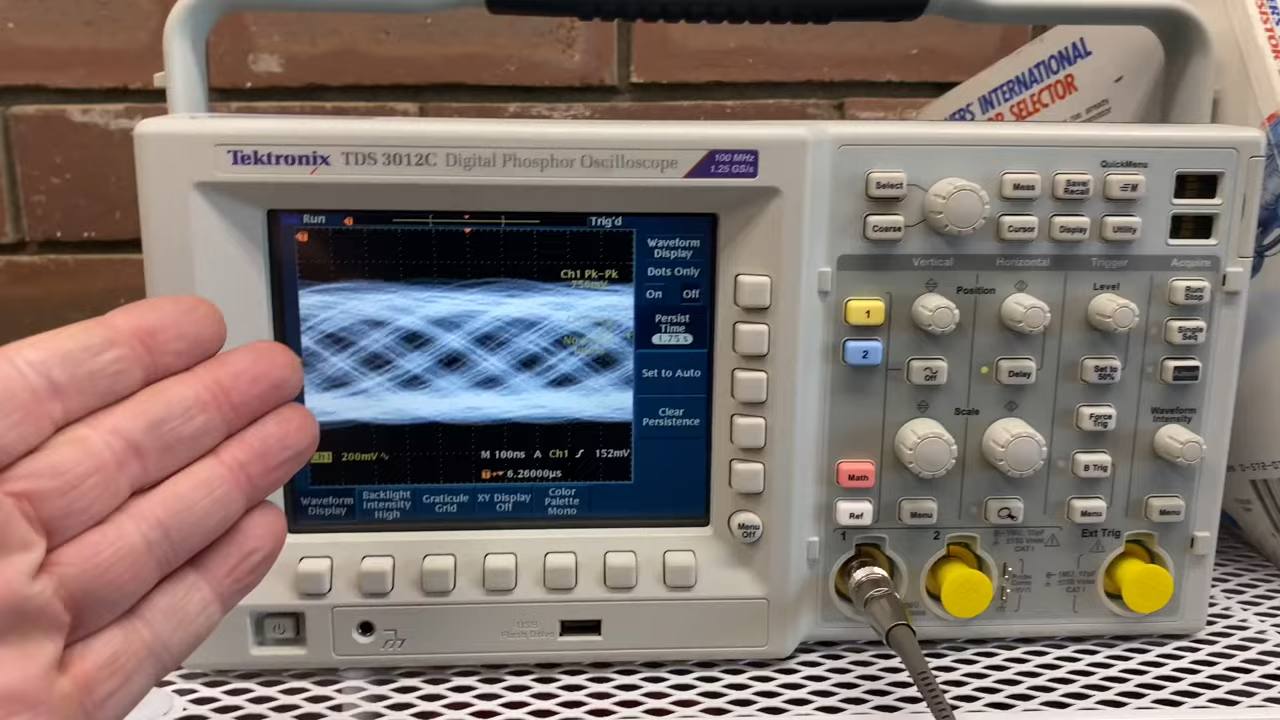 INTERNATIONAL
SELECTOR
Tektronix TDS 3012C Digital Phosphor Oscilloscope
100 MHz
1.25 GS/s
QuickMenu
Select
Meas
Save/
Recall
Coarse
Cursor
Display
Utility
Run
Trig'd
Ch1 Pk-Pk
Waveform
Display
Dots Only
On Off
Persist
Time
1.75 s
Set to Auto
Clear
Persistence
Ch1 200mV
M 100ns A Ch1 152mV
6.26000µs
Waveform
Display
Backlight
Intensity
High
Graticule
Grid
XY Display
Off
Color
Palette
Mono
Menu
Off
Vertical
Horizontal
Trigger
Acquire
Position
Level
Run/
Stop
1
Single
Seq
2
Off
Delay
Set to
50%
Scale
Force
Trig
Waveform
Intensity
Math
B Trig
Ref
Menu
Menu
Menu
1
2
Ext Trig
CAT I
CAT I
USB
Flash Drive